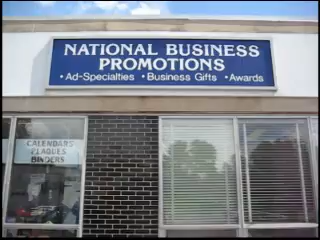 NATIONAL BUSINESS
PROMOTIONS
• Ad-Specialties • Business Gifts • Awards
CALENDARS
PLAQUES
BINDERS